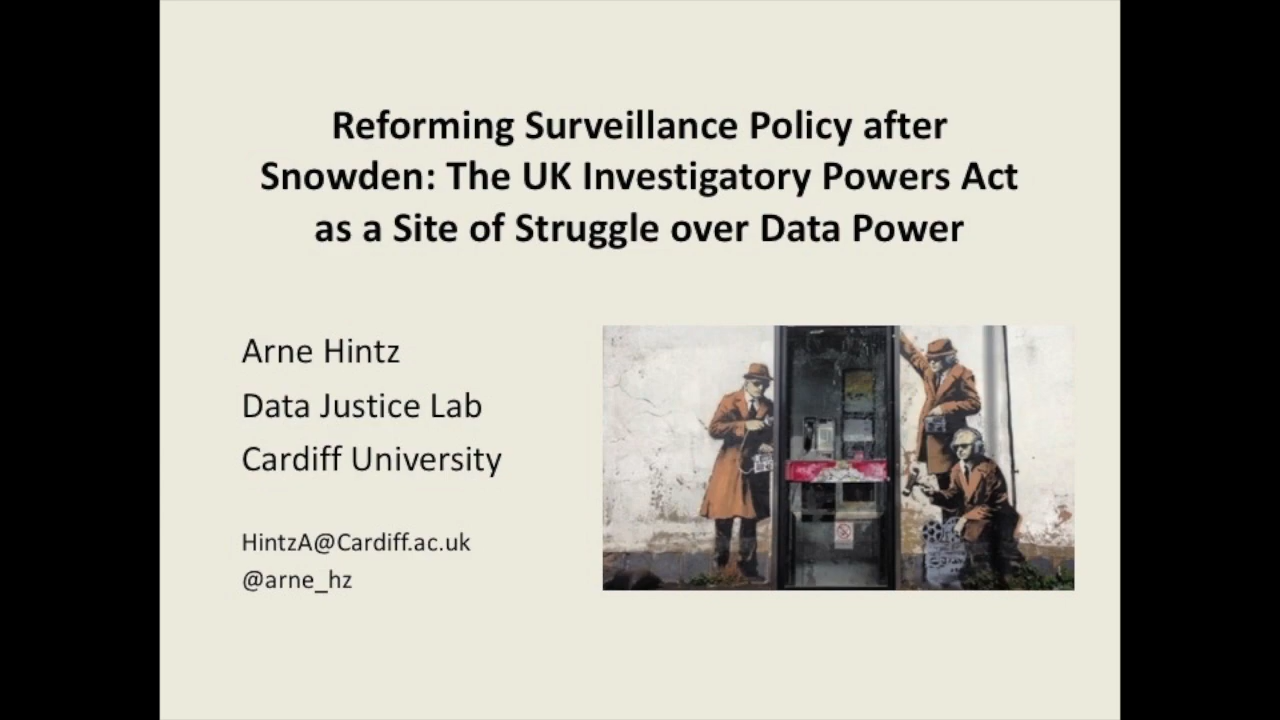 Reforming Surveillance Policy after
Snowden: The UK Investigatory Powers Act
as a Site of Struggle over Data Power
Arne Hintz
Data Justice Lab
Cardiff University
HintzA@Cardiff.ac.uk
@arne_hz